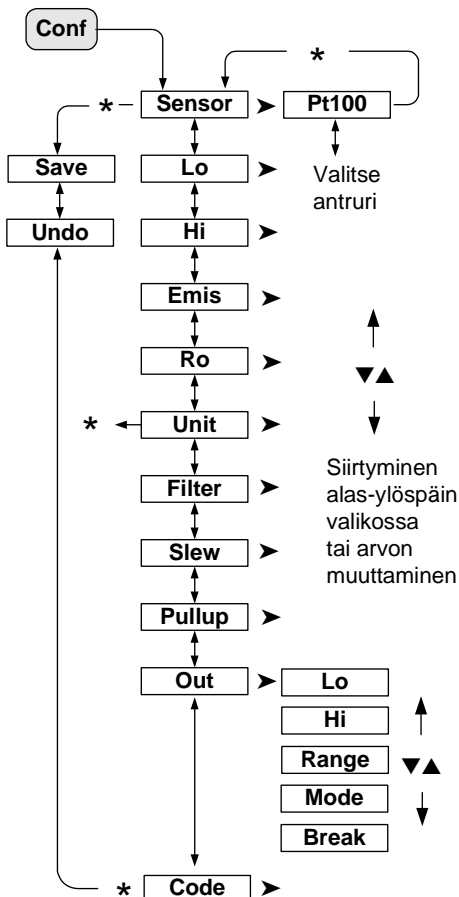 Conf
*
* Sensor ➤ Pt100
Save
Lo ➤
Valitse
antruri
Undo
Hi ➤
Emis ➤
Ro ➤
▼▲
* Unit ➤
Siirtyminen
alas-ylöspäin
valikossa
tai arvon
muuttaminen
Filter ➤
Slew ➤
Pullup ➤
Out ➤
Lo
Hi
Range ▼▲
Mode
Break
* Code ➤